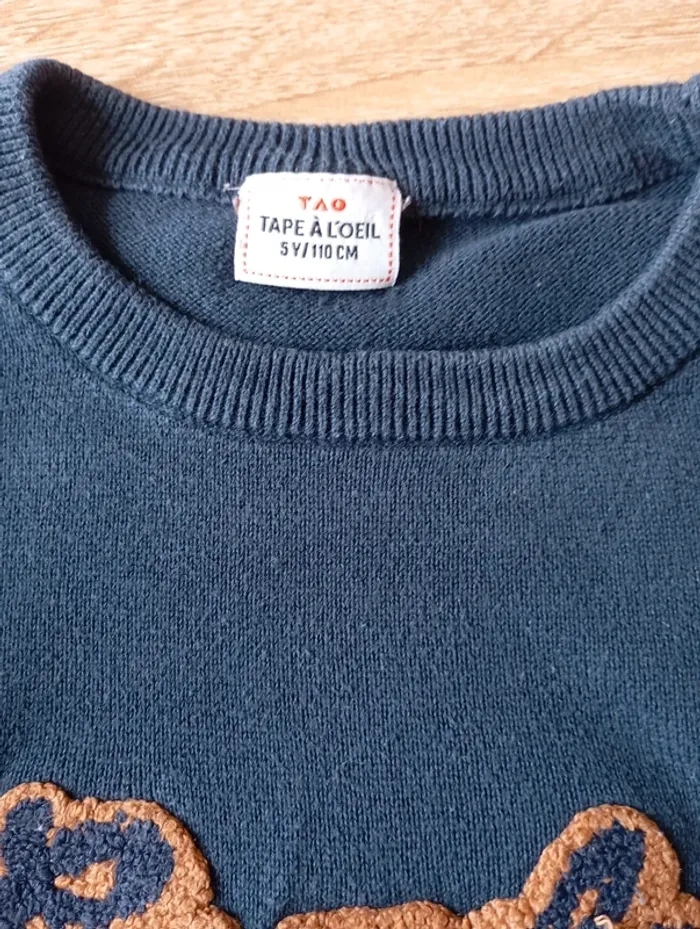 TAO
TAPE À L'OEIL
5 Y/110 CM